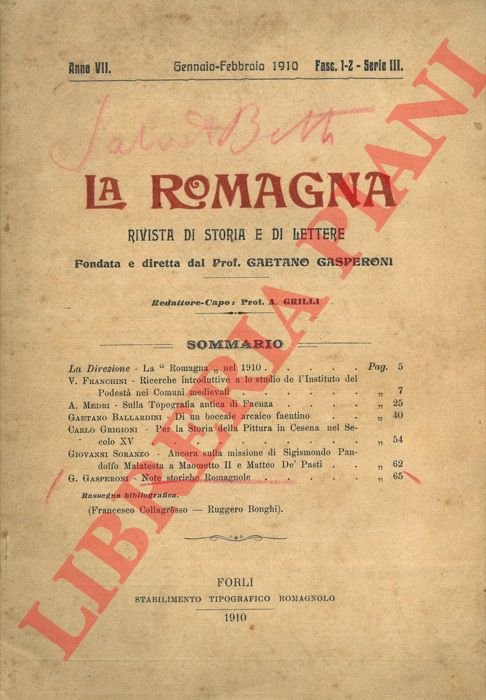 Anno VII. Gennaio-Febbraio 1910 Fasc. 1-2 - Serie III.
LA ROMAGNA
RIVISTA DI STORIA E DI LETTERE
Fondata e diretta dal Prof. GAETANO GASPERONI
Redattore-Capo: Prof. A. GRILLI
SOMMARIO
La Direzione - La “ Romagna „ nel 1910 . . . . . . Pag. 5
V. FRANCHINI - Ricerche introduttive a lo studio de l'Instituto del
Podestà nei Comuni medievali . . . . . . „ 7
A. MEDRI - Sulla Topografia antica di Faenza . . . . . „ 25
GAETANO BALLARDINI - Di un boccale arcaico faentino . . . „ 40
CARLO GRIGIONI - Per la Storia della Pittura in Cesena nel Se-
colo XV . . . . . . „ 54
GIOVANNI SORANZO - Ancora sulla missione di Sigismondo Pan-
dolfo Malatesta a Maometto II e Matteo De' Pasti . . „ 62
G. GASPERONI - Note storiche Romagnole . . . . . . „ 65
Rassegna bibliografica.
(Francesco Collagrosso — Ruggero Bonghi).
FORLI
STABILIMENTO TIPOGRAFICO ROMAGNOLO
1910
LIBRERIA PIANI